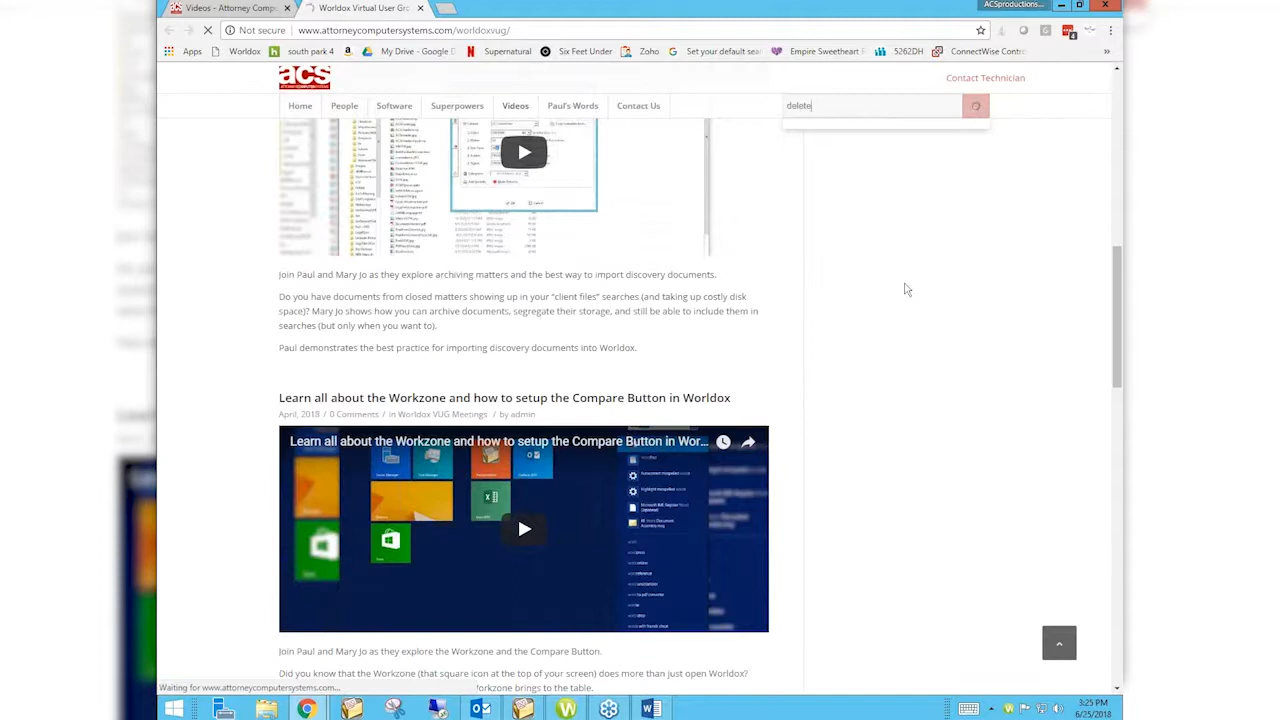 Videos - Attorney Compu
Worldox Virtual User Gro
ACSproductions...
Not secure
www.attorneycomputersystems.com/worldoxvug/
Apps
Worldox
south park 4
My Drive - Google D
Supernatural
Six Feet Under
Zoho
Set your default sea
Empire Sweetheart
5262DH
ConnectWise Contro
acs
Contact Technician
Home
People
Software
Superpowers
Videos
Paul's Words
Contact Us
delete
Join Paul and Mary Jo as they explore archiving matters and the best way to import discovery documents.
Do you have documents from closed matters showing up in your “client files” searches (and taking up costly disk
space)? Mary Jo shows how you can archive documents, segregate their storage, and still be able to include them in
searches (but only when you want to).
Paul demonstrates the best practice for importing discovery documents into Worldox.
Learn all about the Workzone and how to setup the Compare Button in Worldox
April, 2018 / 0 Comments / in Worldox VUG Meetings / by admin
Learn all about the Workzone and how to setup the Compare Button in Wor...
Join Paul and Mary Jo as they explore the Workzone and the Compare Button.
Did you know that the Workzone (that square icon at the top of your screen) does more than just open Worldox?
Waiting for www.attorneycomputersystems.com...
orkzone brings to the table.
3:25 PM
6/25/2018